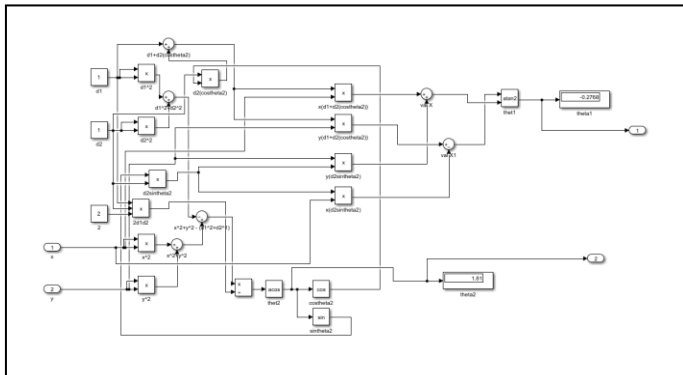 d1+d2(costheta2)
1
d1
x
d1^2
x
d2(costheta2)
d1^2+d2^2
1
d2
x
d2^2
x
d2sintheta2
2
2
x
2d1d2
x^2+y^2 - (d1^2+d2^2)
1
x
x
x^2
x^2+y^2
2
y
x
y^2
x
÷
acos
thet2
cos
costheta2
sin
sintheta2
x
x(d1+d2(costheta2))
x
y(d1+d2(costheta2))
x
y(d2sintheta2)
x
x(d2sintheta2)
val X
val X1
atan2
thet1
-0.2768
theta1
1
2
1.81
theta2